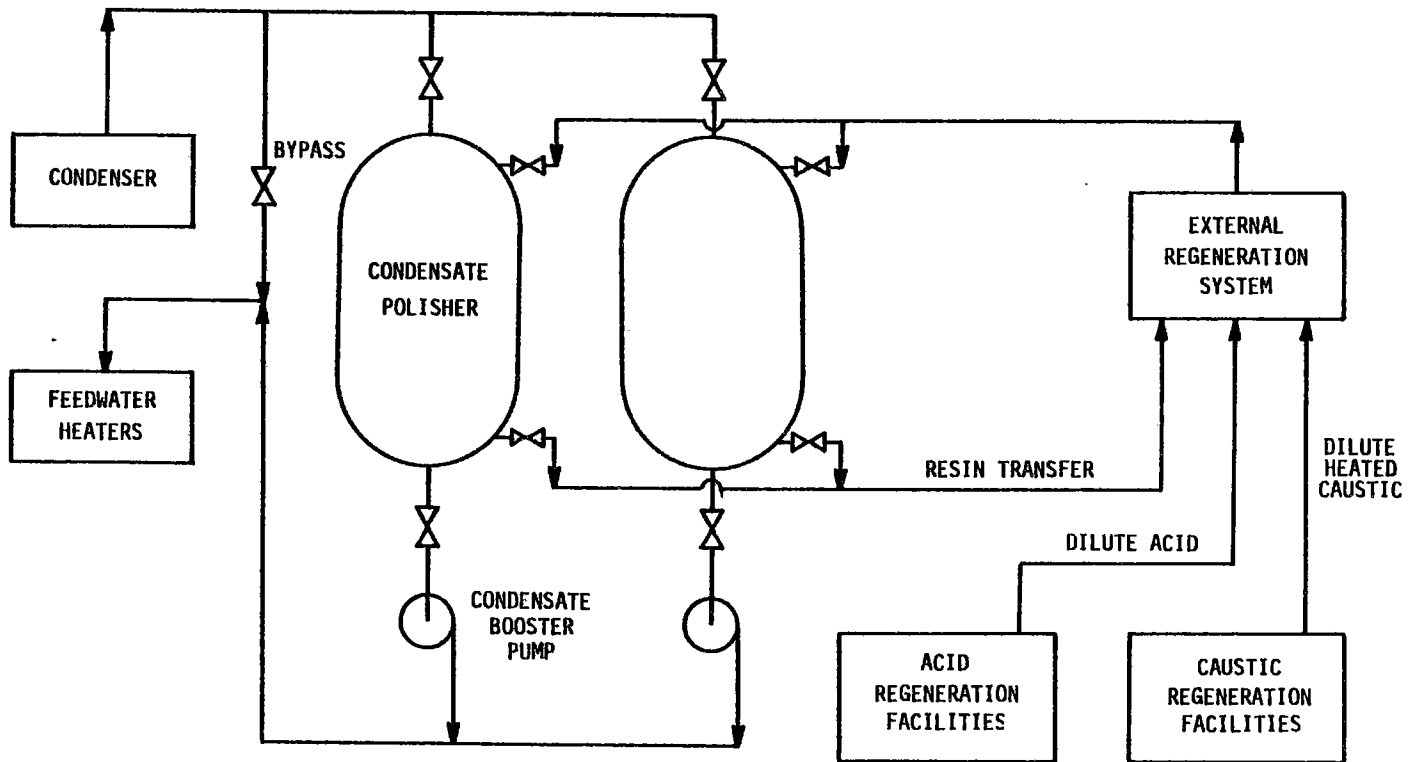 BYPASS
CONDENSER
CONDENSATE
POLISHER
EXTERNAL
REGENERATION
SYSTEM
FEEDWATER
HEATERS
RESIN TRANSFER
DILUTE
HEATED
CAUSTIC
DILUTE ACID
CONDENSATE
BOOSTER
PUMP
ACID
REGENERATION
FACILITIES
CAUSTIC
REGENERATION
FACILITIES